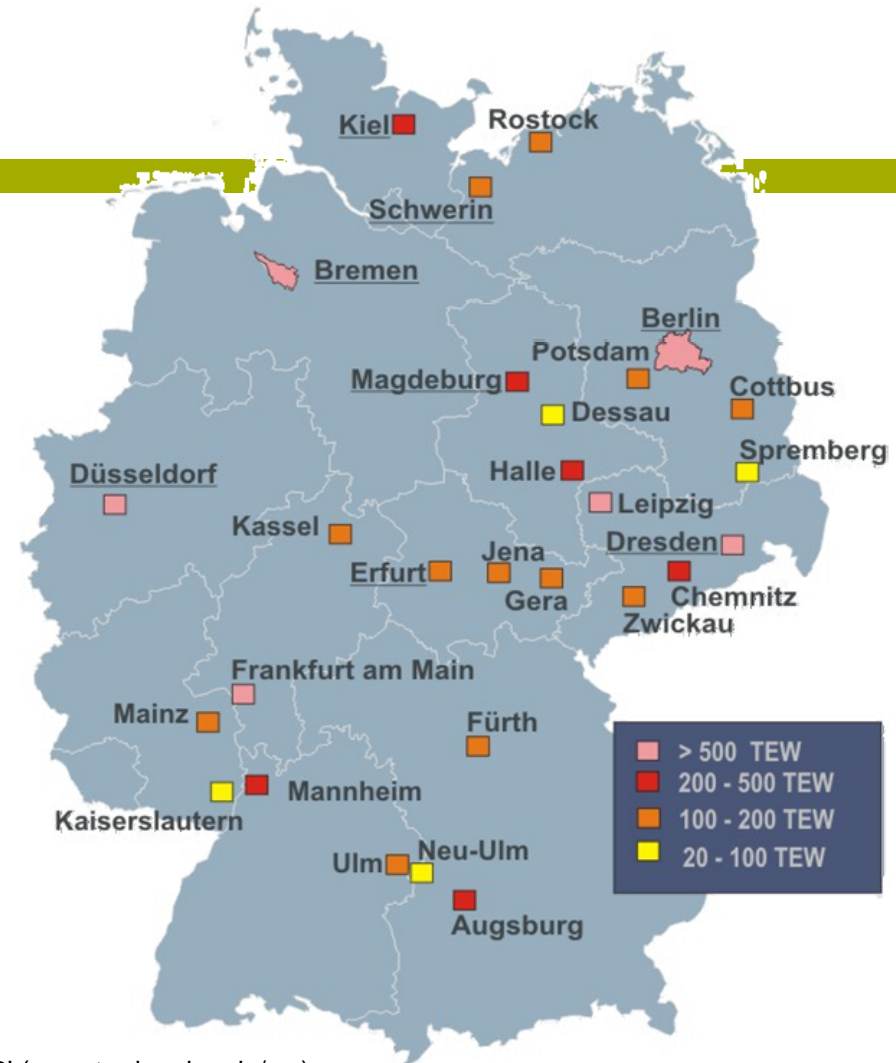 Kiel
Rostock
Schwerin
Bremen
Berlin
Potsdam
Magdeburg
Cottbus
Dessau
Spremberg
Halle
Düsseldorf
Leipzig
Kassel
Dresden
Jena
Erfurt
Chemnitz
Gera
Zwickau
Frankfurt am Main
Mainz
Fürth
> 500 TEW
200 - 500 TEW
Mannheim
100 - 200 TEW
Kaiserslautern
Neu-Ulm
20 - 100 TEW
Ulm
Augsburg